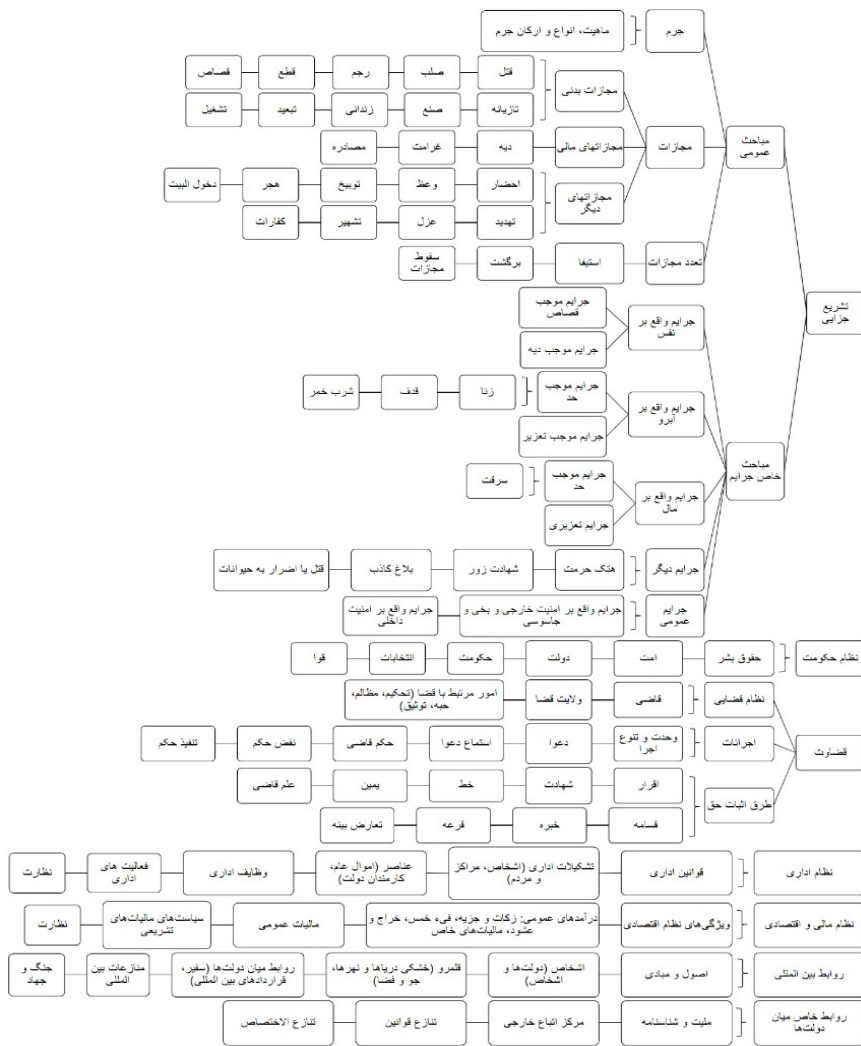 جرم
ماهیت، انواع و ارکان جرم
تشریع
جزایی
مباحث
عمومی
مجازات
مجازات بدنی
قتل
صلب
رجم
قطع
قصاص
تازیانه
صنع
زندانی
تبعید
تشغیل
مجازاتهای مالی
دیه
غرامت
مصادره
مجازاتهای
دیگر
احضار
وعظ
توبیخ
هجر
دخول البیت
تهدید
عزل
تشهیر
کفارات
تعدد مجازات
استیفا
برگشت
سقوط
مجازات
مباحث
خاص جرایم
جرایم واقع بر
نفس
جرایم موجب
قصاص
جرایم موجب دیه
جرایم واقع بر
آبرو
جرایم موجب
حد
زنا
قذف
شرب خمر
جرایم موجب تعزیر
جرایم واقع بر
مال
جرایم موجب
حد
سرقت
جرایم تعزیری
جرایم دیگر
هتک حرمت
شهادت زور
بلاغ کاذب
قتل یا اضرار به حیوانات
جرایم
عمومی
جرایم واقع بر امنیت خارجی و بغی و
جاسوسی
جرایم واقع بر امنیت
داخلی
نظام حکومت
حقوق بشر
امت
دولت
حکومت
انتخابات
قوا
قضاوت
نظام قضایی
قاضی
ولایت قضا
امور مرتبط با قضا (تحکیم، مظالم،
حبه، توثیق)
اجرانات
وحدت و تنوع
اجرا
دعوا
استماع دعوا
حکم قاضی
نقض حکم
تنفیذ حکم
طرق اثبات حق
اقرار
شهادت
خط
یمین
علم قاضی
قسامه
خبره
قرعه
تعارض بینه
نظام اداری
قوانین اداری
تشکیلات اداری (اشخاص، مراکز
و مردم)
عناصر (اموال عام،
کارمندان دولت)
وظایف اداری
فعالیت های
اداری
نظارت
نظام مالی و اقتصادی
ویژگی‌های نظام اقتصادی
درآمدهای عمومی: زکات و جزیه، فیء خمس، خراج و
عشود، مالیات‌های خاص
مالیات عمومی
سیاست‌های مالیات‌های
تشریعی
نظارت
روابط بین المللی
اصول و مبادی
اشخاص (دولت‌ها و
اشخاص)
قلمرو (خشکی دریاها و نهرها،
جو و فضا)
روابط میان دولت‌ها (سفیر،
قراردادهای بین المللی)
منازعات بین
المللی
جنگ و
جهاد
روابط خاص میان
دولت‌ها
ملیت و شناسنامه
مرکز اتباع خارجی
تنازع قوانین
تنازع الاختصاص